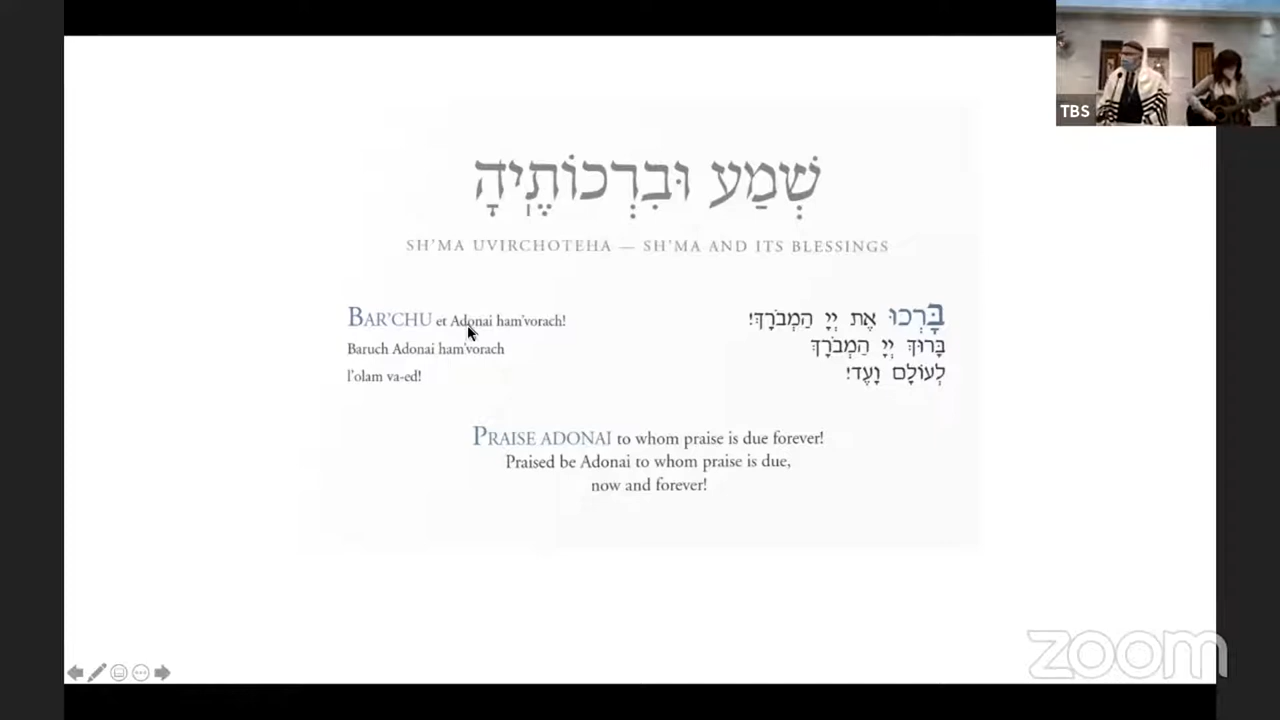 TBS
שְׁמַע וּבִרְכוֹתֶֽיהָ
SH'MA UVIRCHOTEHA — SH'MA AND ITS BLESSINGS
BAR'CHU et Adonai ham'vorach!
Baruch Adonai ham'vorach
l'olam va-ed!
בָּרְכוּ אֶת יְיָ הַמְבֹרָךְ!
בָּרוּךְ יְיָ הַמְבֹרָךְ
לְעוֹלָם וָעֶד!
PRAISE ADONAI to whom praise is due forever!
Praised be Adonai to whom praise is due,
now and forever!
zoom